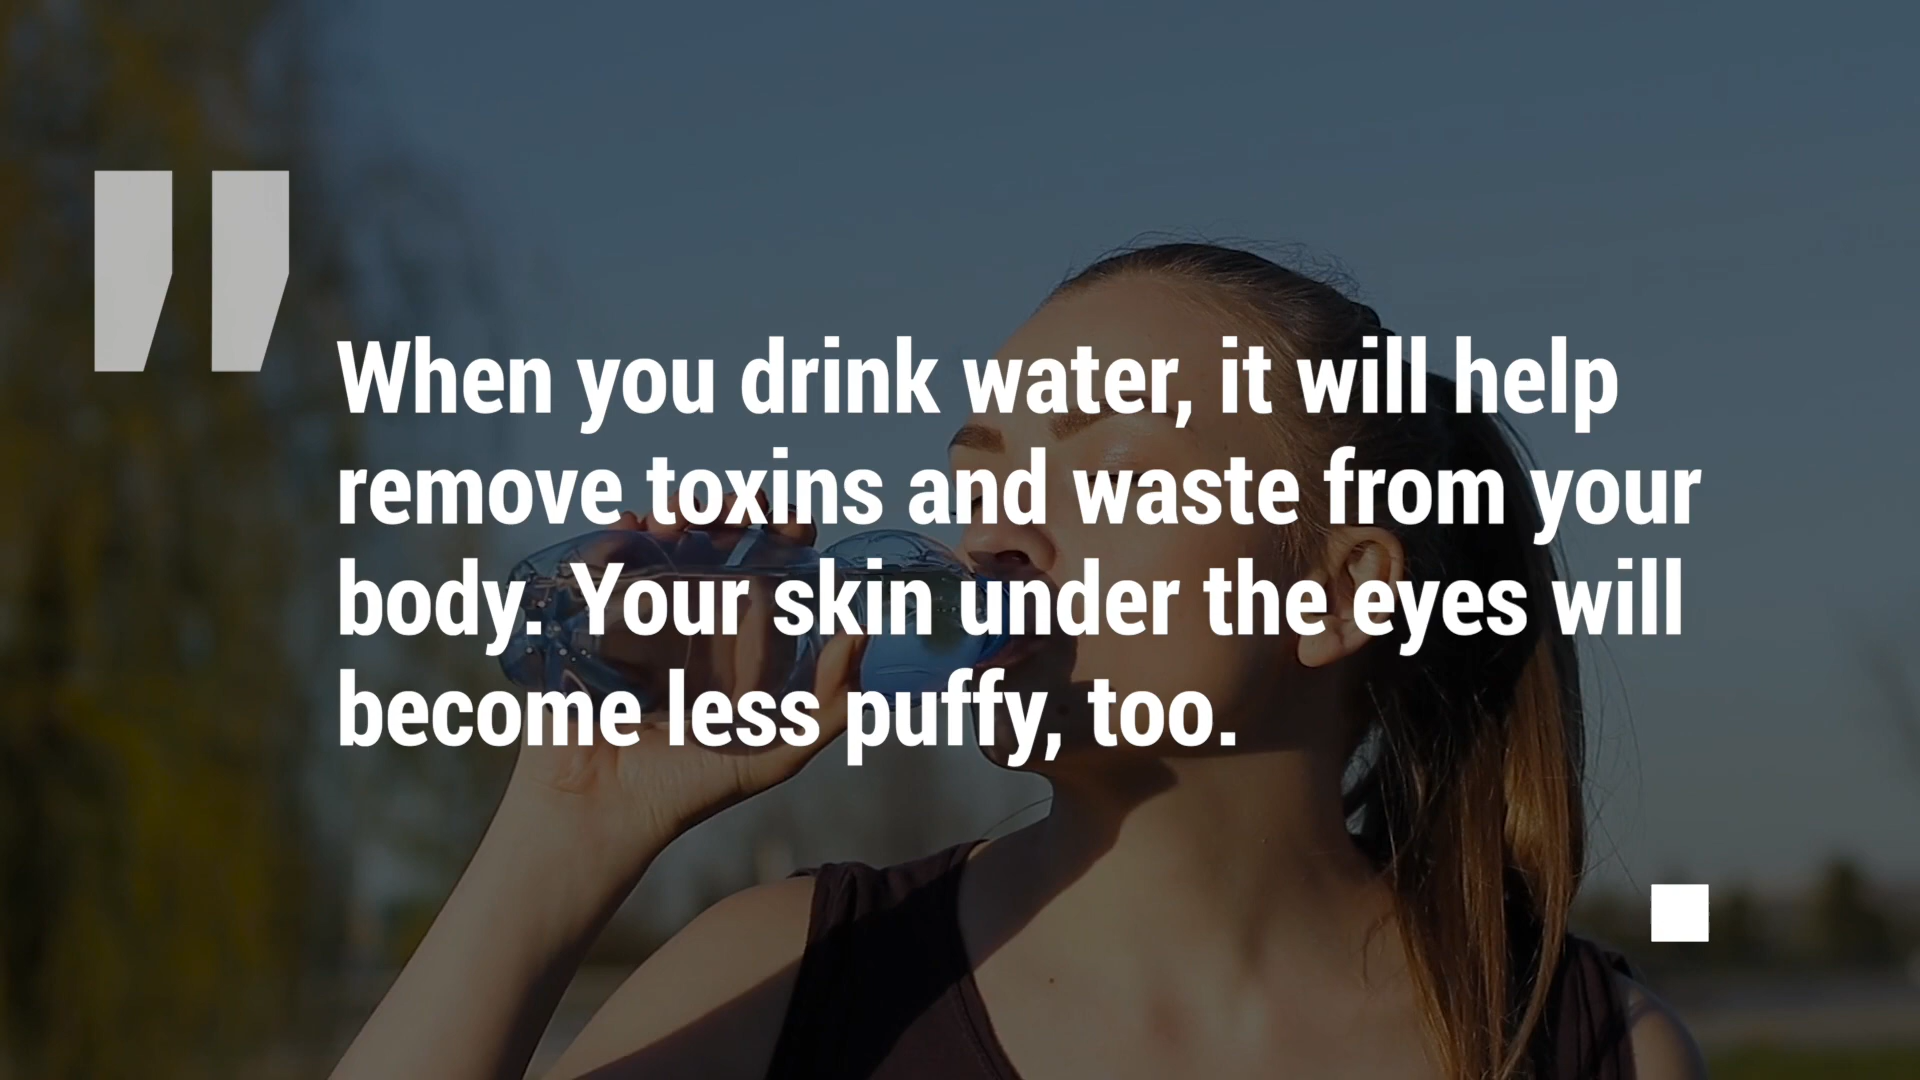 "
When you drink water, it will help
remove toxins and waste from your
body. Your skin under the eyes will
become less puffy, too.